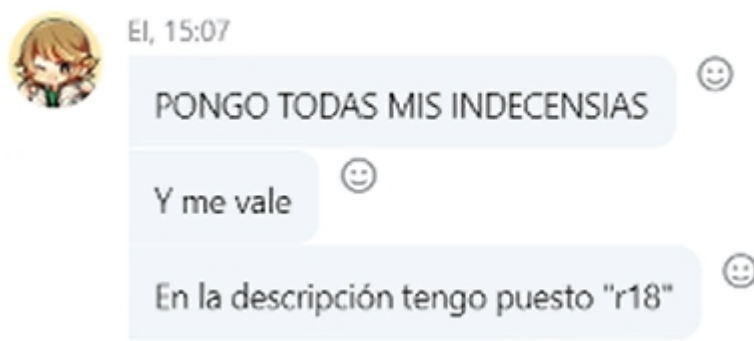 El, 15:07
PONGO TODAS MIS INDECENSIAS
Y me vale
En la descripción tengo puesto "r18"